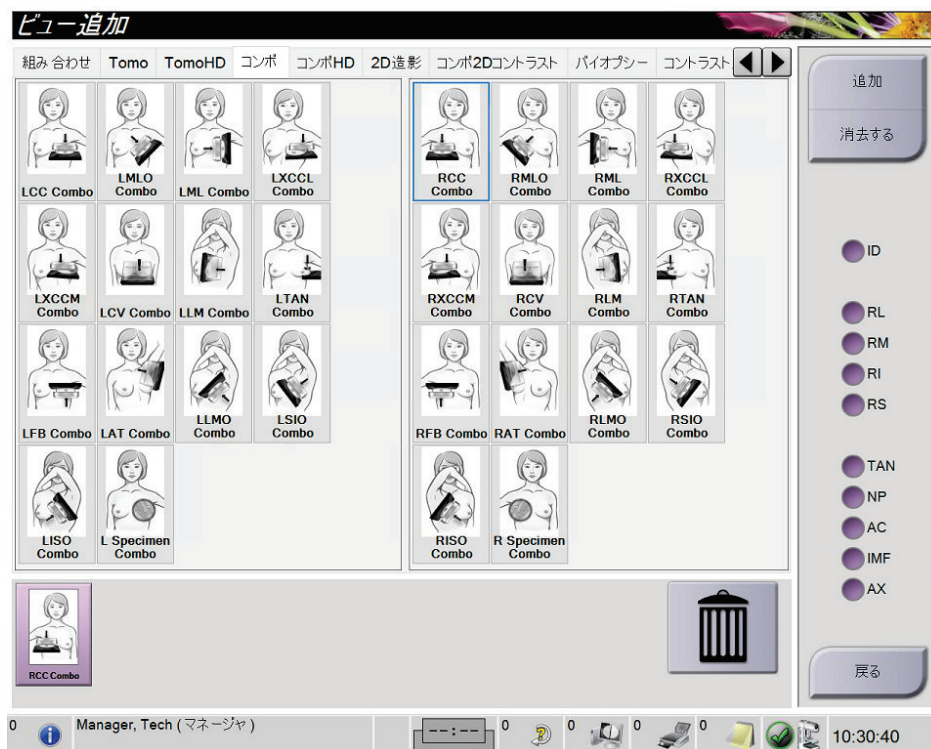 ビュー追加
組み 合わせ Tomo TomoHD コンボ コンボHD 2D造影 コンボ2Dコントラスト バイオプシー コントラスト
追加
消去する
LCC Combo
LMLO
Combo
LML Combo
LXCCL
Combo
RCC
Combo
RMLO
Combo
RML
Combo
RXCCL
Combo
LXCCM
Combo
LCV Combo
LLM Combo
LTAN
Combo
RXCCM
Combo
RCV
Combo
RLM
Combo
RTAN
Combo
LFB Combo
LAT Combo
LLMO
Combo
LSIO
Combo
RFB Combo
RAT Combo
RLMO
Combo
RSIO
Combo
LISO
Combo
L Specimen
Combo
RISO
Combo
R Specimen
Combo
ID
RL
RM
RI
RS
TAN
NP
AC
IMF
AX
RCC Combo
戻る
0 Manager, Tech (マネージャ) --:-- 0 0 0 0 10:30:40